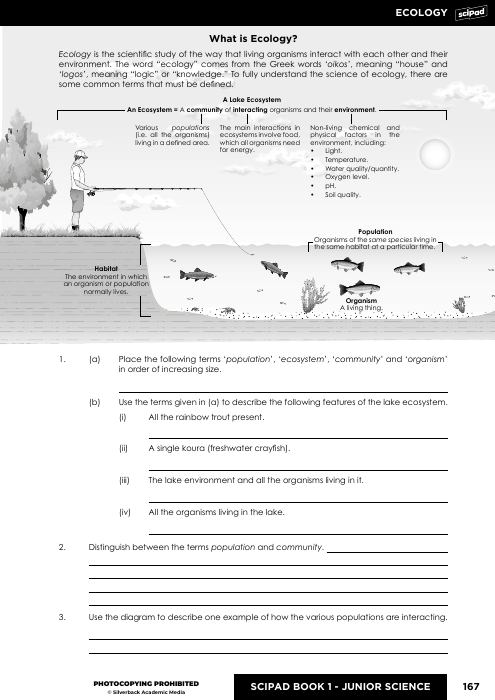 ECOLOGY scipad
What is Ecology?
Ecology is the scientific study of the way that living organisms interact with each other and their
environment. The word “ecology” comes from the Greek words ‘oikos’, meaning “house” and
‘logos’, meaning “logic” or “knowledge.” To fully understand the science of ecology, there are
some common terms that must be defined.
A Lake Ecosystem
An Ecosystem = A community of interacting organisms and their environment.
Various populations
(i.e. all the organisms)
living in a defined area.
The main interactions in
ecosystems involve food,
which all organisms need
for energy.
Non-living chemical and
physical factors in the
environment, including:
• Light.
• Temperature.
• Water quality/quantity.
• Oxygen level.
• pH.
• Soil quality.
Population
Organisms of the same species living in
the same habitat at a particular time.
Habitat
The environment in which
an organism or population
normally lives.
Organism
A living thing.
1. (a) Place the following terms ‘population’, ‘ecosystem’, ‘community’ and ‘organism’
in order of increasing size.
(b) Use the terms given in (a) to describe the following features of the lake ecosystem.
(i) All the rainbow trout present.
(ii) A single koura (freshwater crayfish).
(iii) The lake environment and all the organisms living in it.
(iv) All the organisms living in the lake.
2. Distinguish between the terms population and community.
3. Use the diagram to describe one example of how the various populations are interacting.
PHOTOCOPYING PROHIBITED
© Silverback Academic Media
SCIPAD BOOK 1 - JUNIOR SCIENCE 167